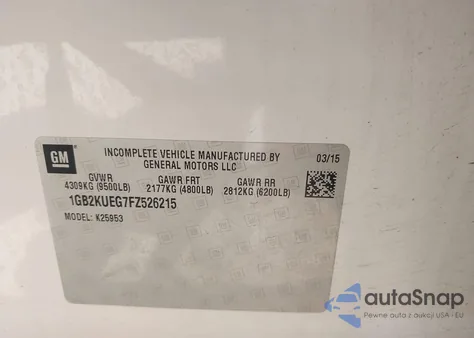 GM
INCOMPLETE VEHICLE MANUFACTURED BY
GENERAL MOTORS LLC
03/15
GVWR GAWR FRT GAWR RR
4309KG (9500LB) 2177KG (4800LB) 2812KG (6200LB)
1GB2KUEG7FZ526215
MODEL: K25953
autoSnap
Pewne auta z aukcji USA - EU